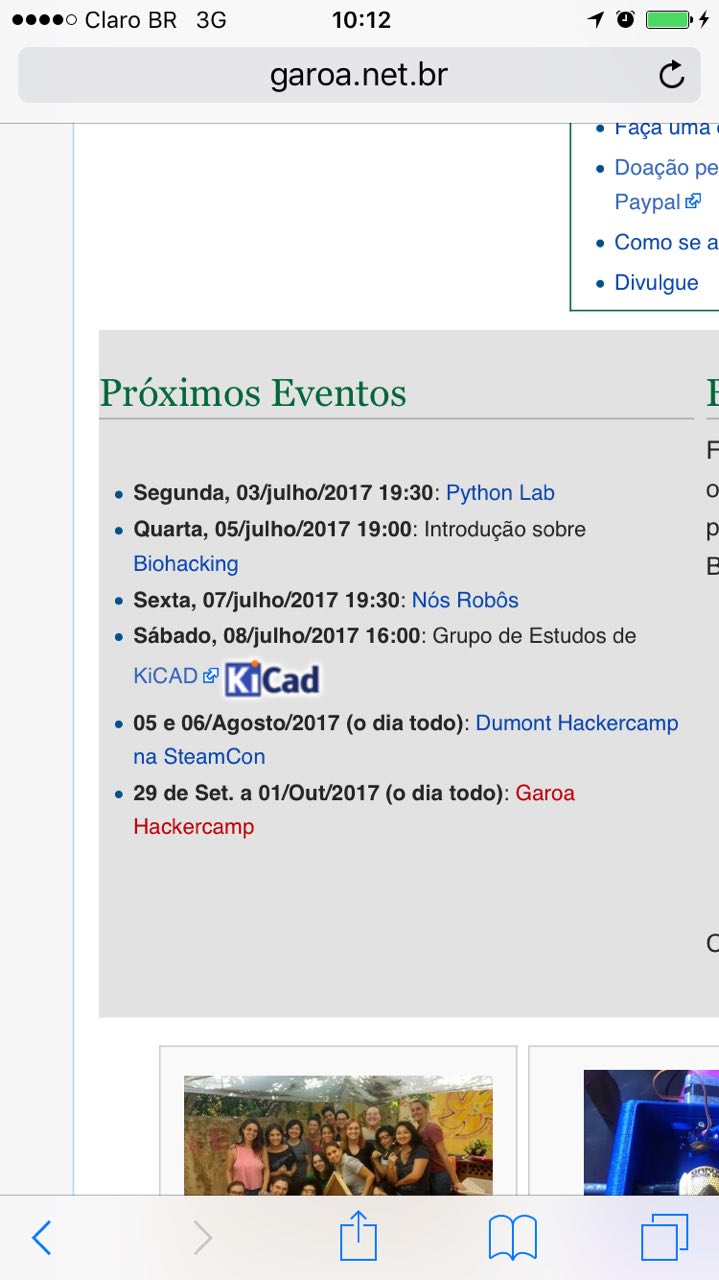 Claro BR 3G 10:12
garoa.net.br
Faça uma
Doação pe
Paypal
Como se a
Divulgue
Próximos Eventos
E
Segunda, 03/julho/2017 19:30: Python Lab
Quarta, 05/julho/2017 19:00: Introdução sobre
Biohacking
Sexta, 07/julho/2017 19:30: Nós Robôs
Sábado, 08/julho/2017 16:00: Grupo de Estudos de
KiCAD KiCad
05 e 06/Agosto/2017 (o dia todo): Dumont Hackercamp
na SteamCon
29 de Set. a 01/Out/2017 (o dia todo): Garoa
Hackercamp
F
o
p
B